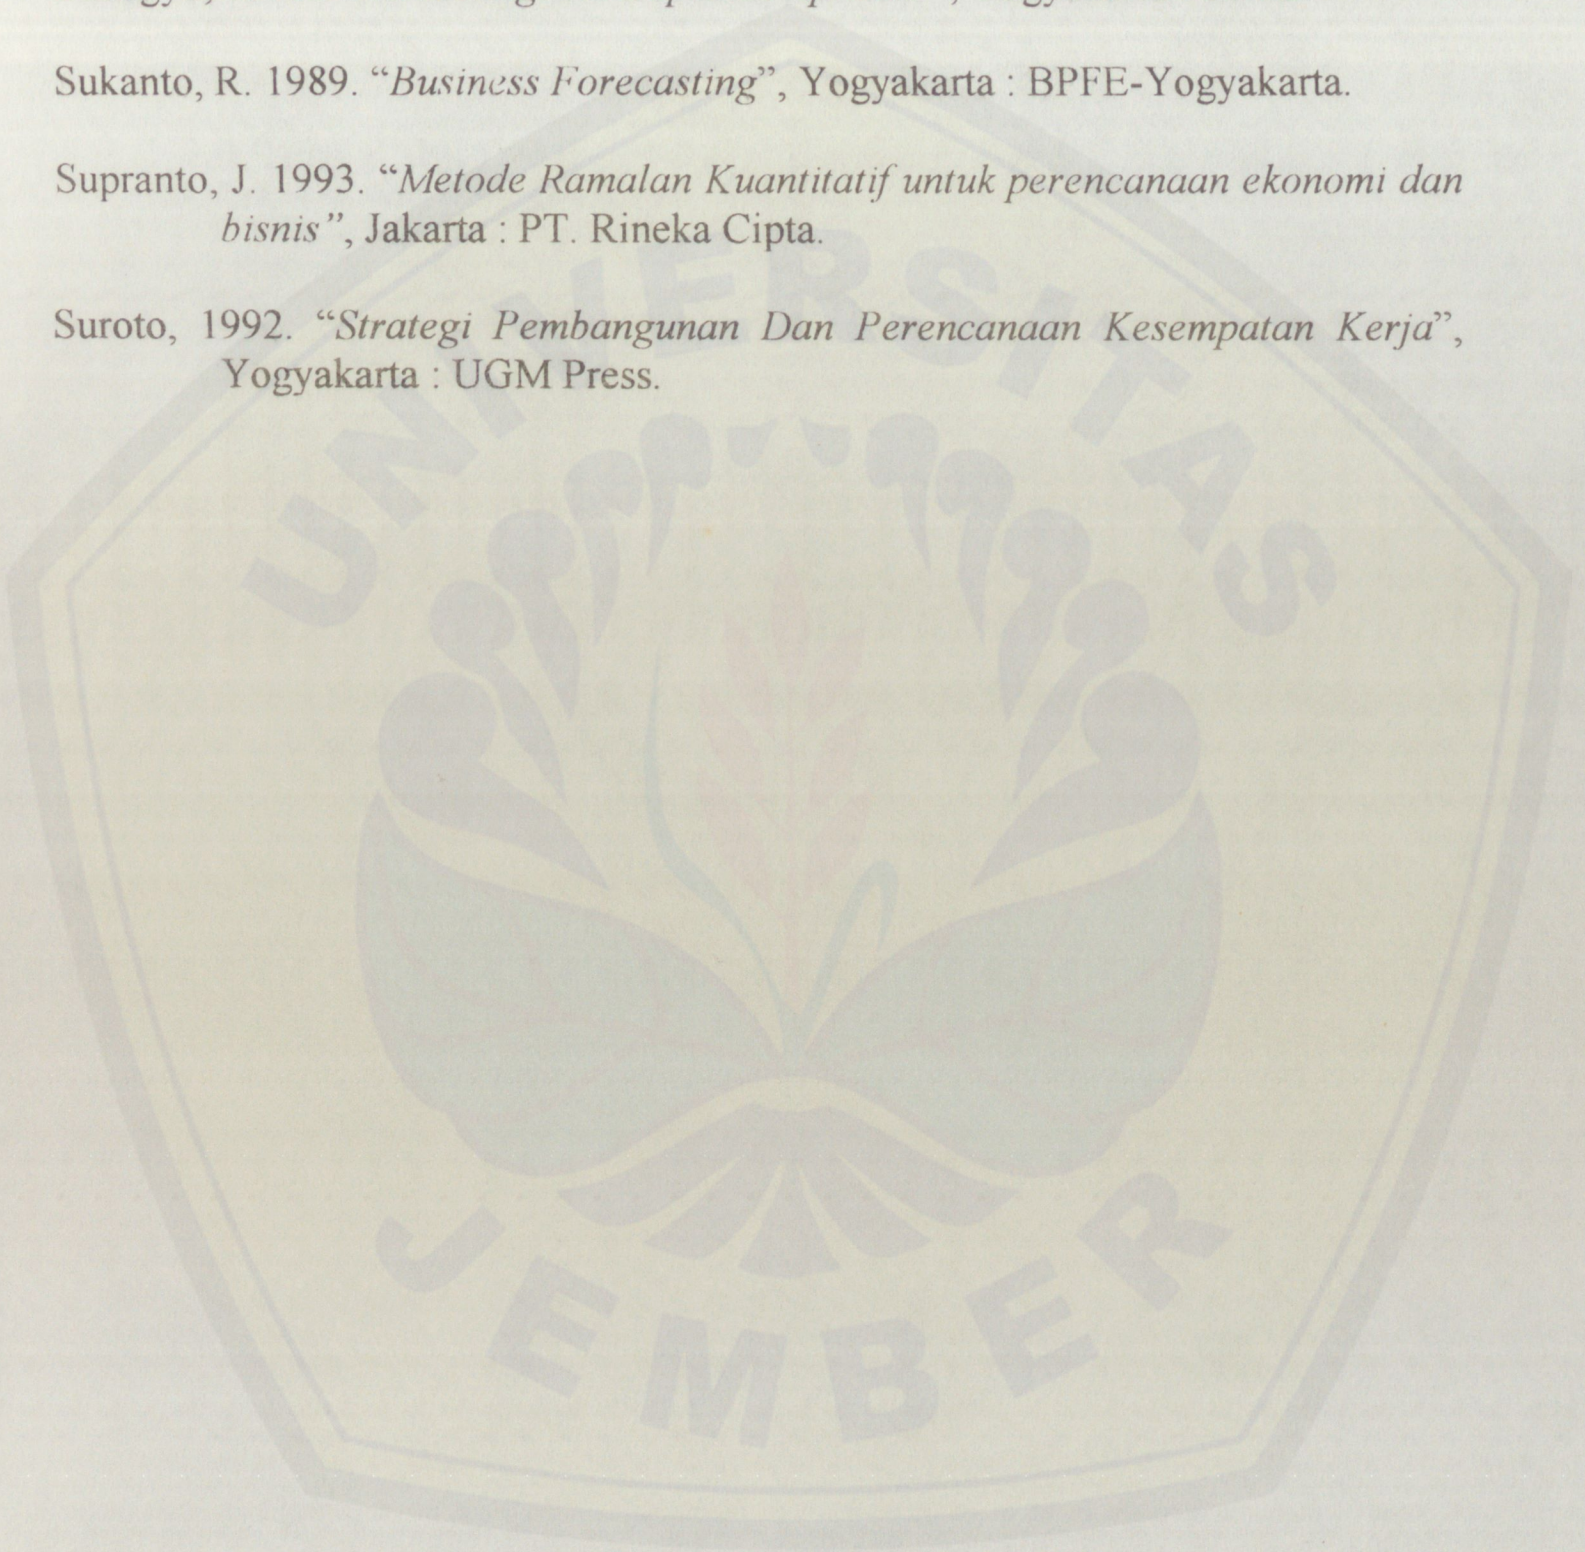 Sukanto, R. 1989. “Business Forecasting”, Yogyakarta : BPFE-Yogyakarta.
Supranto, J. 1993. “Metode Ramalan Kuantitatif untuk perencanaan ekonomi dan
bisnis”, Jakarta : PT. Rineka Cipta.
Suroto, 1992. “Strategi Pembangunan Dan Perencanaan Kesempatan Kerja”,
Yogyakarta : UGM Press.
UNIVERSITAS
JEMBER